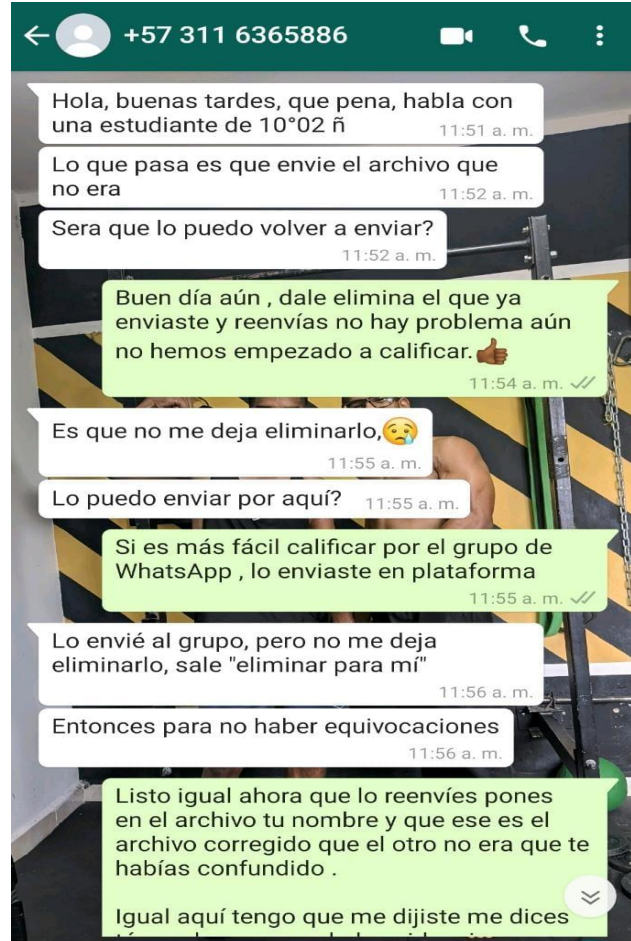 +57 311 6365886
Hola, buenas tardes, que pena, habla con
una estudiante de 10°02 ñ
11:51 a. m.
Lo que pasa es que envie el archivo que
no era
11:52 a. m.
Sera que lo puedo volver a enviar?
11:52 a. m.
Buen día aún , dale elimina el que ya
enviaste y reenvías no hay problema aún
no hemos empezado a calificar.👍🏾
11:54 a. m.
Es que no me deja eliminarlo,😢
11:55 a. m.
Lo puedo enviar por aquí? 11:55 a. m.
Si es más fácil calificar por el grupo de
WhatsApp , lo enviaste en plataforma
11:55 a. m.
Lo envié al grupo, pero no me deja
eliminarlo, sale "eliminar para mí"
11:56 a. m.
Entonces para no haber equivocaciones
11:56 a. m.
Listo igual ahora que lo reenvíes pones
en el archivo tu nombre y que ese es el
archivo corregido que el otro no era que te
habías confundido .
Igual aquí tengo que me dijiste me dices